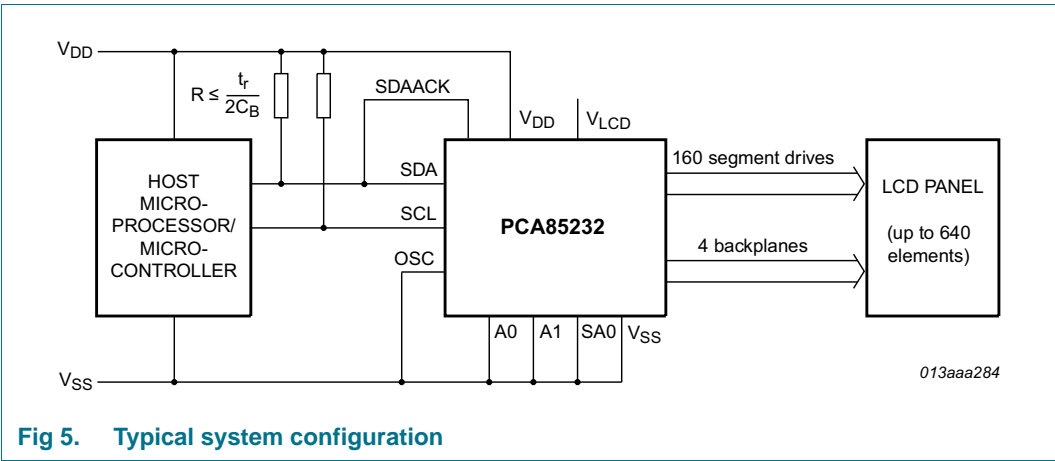 VDD
R ≤ tr
2CB
SDAACK
VDD
VLCD
HOST
MICRO-
PROCESSOR/
MICRO-
CONTROLLER
SDA
SCL
OSC
PCA85232
160 segment drives
4 backplanes
LCD PANEL
(up to 640
elements)
A0
A1
SA0
VSS
VSS
013aaa284
Fig 5. Typical system configuration